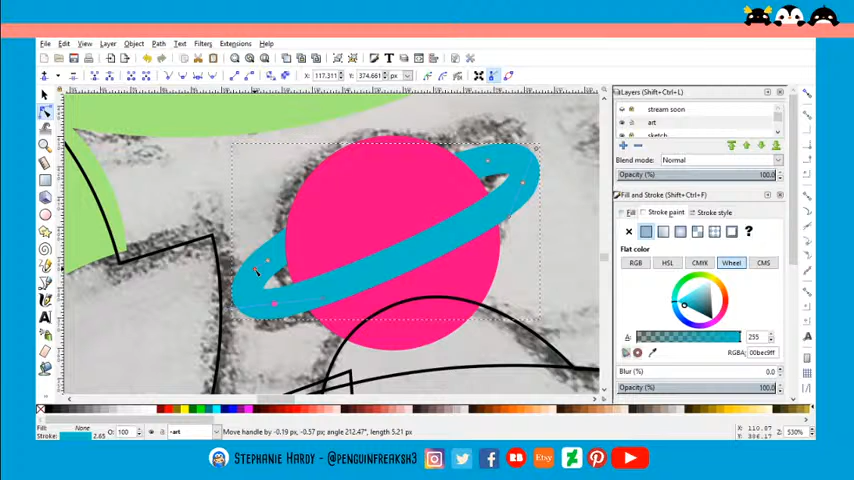 File Edit View Layer Object Path Text Filters Extensions Help
X: 117.311 Y: 374.661 px
Layers (Shift+Ctrl+L)
stream soon
art
sketch
Blend mode: Normal
Opacity (%) 100.0
Fill and Stroke (Shift+Ctrl+F)
Fill Stroke paint Stroke style
?
Flat color
RGB HSL CMYK Wheel CMS
A: 255
RGBA: 00bec9ff
Blur (%) 0.0
Opacity (%) 100.0
Fill: None
Stroke: 2.65 O: 100 -art Move handle by -0.19 px, -0.57 px; angle 212.47°, length 5.21 px
X: 110.87
Y: 386.17
Z: 530%
Stephanie Hardy - @penguinfreaksh3 Etsy